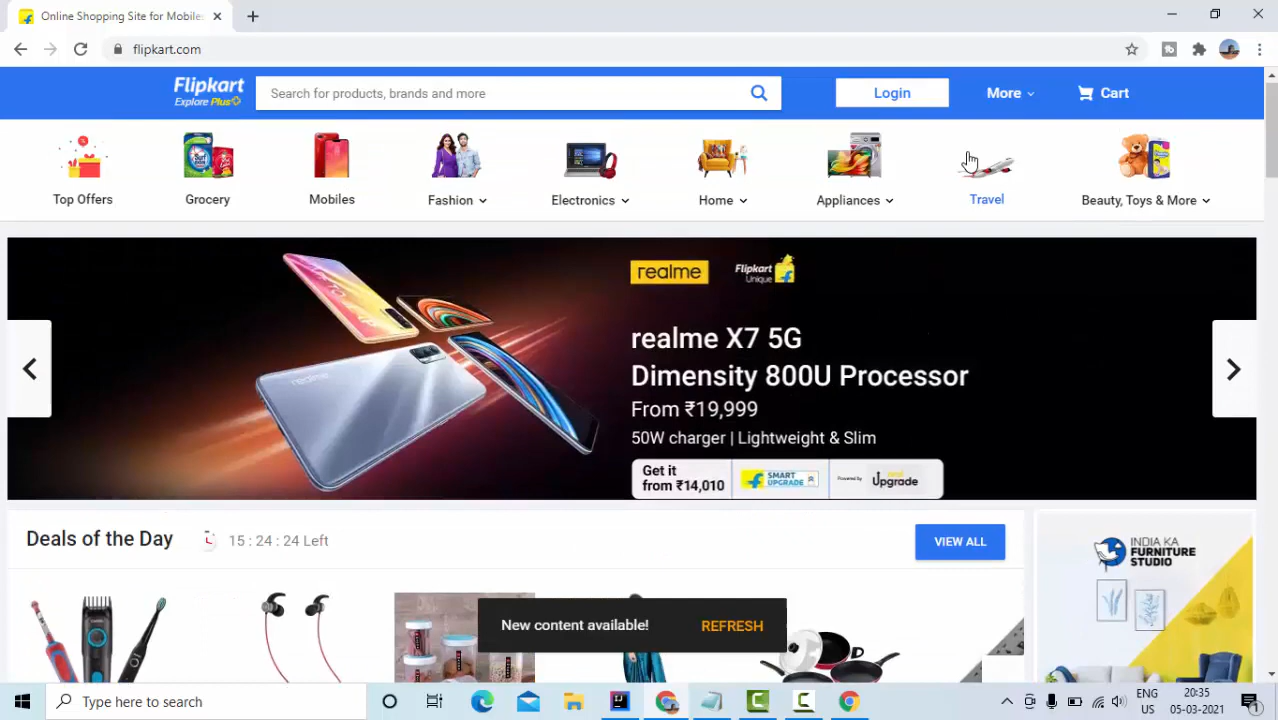 Online Shopping Site for Mobiles
flipkart.com
Flipkart
Explore Plus
Search for products, brands and more
Login
More
Cart
Top Offers
Grocery
Mobiles
Fashion
Electronics
Home
Appliances
Travel
Beauty, Toys & More
realme
Flipkart
Unique
realme X7 5G
Dimensity 800U Processor
From ₹19,999
50W charger | Lightweight & Slim
Get it
from ₹14,010
SMART
UPGRADE
Powered by
Upgrade
Deals of the Day
15 : 24 : 24 Left
VIEW ALL
INDIA KA
FURNITURE
STUDIO
New content available!
REFRESH
Type here to search
ENG
US
20:35
05-03-2021
1